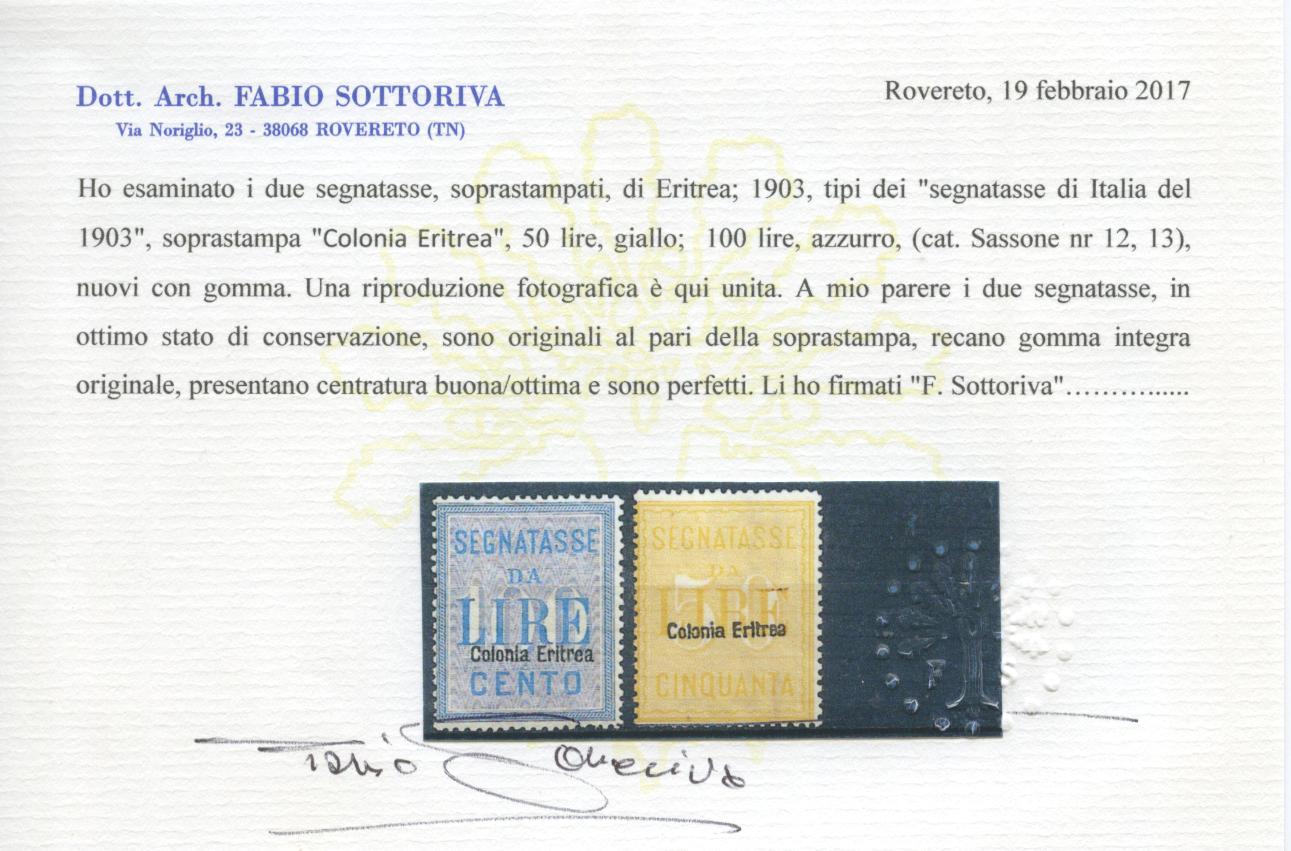 Dott. Arch. FABIO SOTTORIVA
Via Noriglio, 23 - 38068 ROVERETO (TN)
Rovereto, 19 febbraio 2017
Ho esaminato i due segnatasse, soprastampati, di Eritrea; 1903, tipi dei "segnatasse di Italia del
1903", soprastampa "Colonia Eritrea", 50 lire, giallo; 100 lire, azzurro, (cat. Sassone nr 12, 13),
nuovi con gomma. Una riproduzione fotografica è qui unita. A mio parere i due segnatasse, in
ottimo stato di conservazione, sono originali al pari della soprastampa, recano gomma integra
originale, presentano centratura buona/ottima e sono perfetti. Li ho firmati "F. Sottoriva"................
SEGNATASSE
DA
LIRE
100
Colonia Eritrea
CENTO
SEGNATASSE
DA
LIRE
50
Colonia Eritrea
CINQUANTA